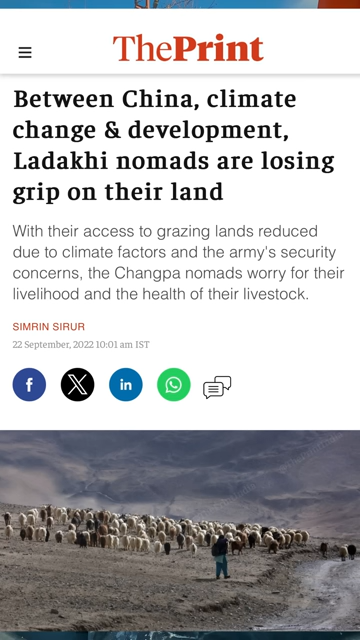 ThePrint
Between China, climate
change & development,
Ladakhi nomads are losing
grip on their land
With their access to grazing lands reduced
due to climate factors and the army's security
concerns, the Changpa nomads worry for their
livelihood and the health of their livestock.
SIMRIN SIRUR
22 September, 2022 10:01 am IST